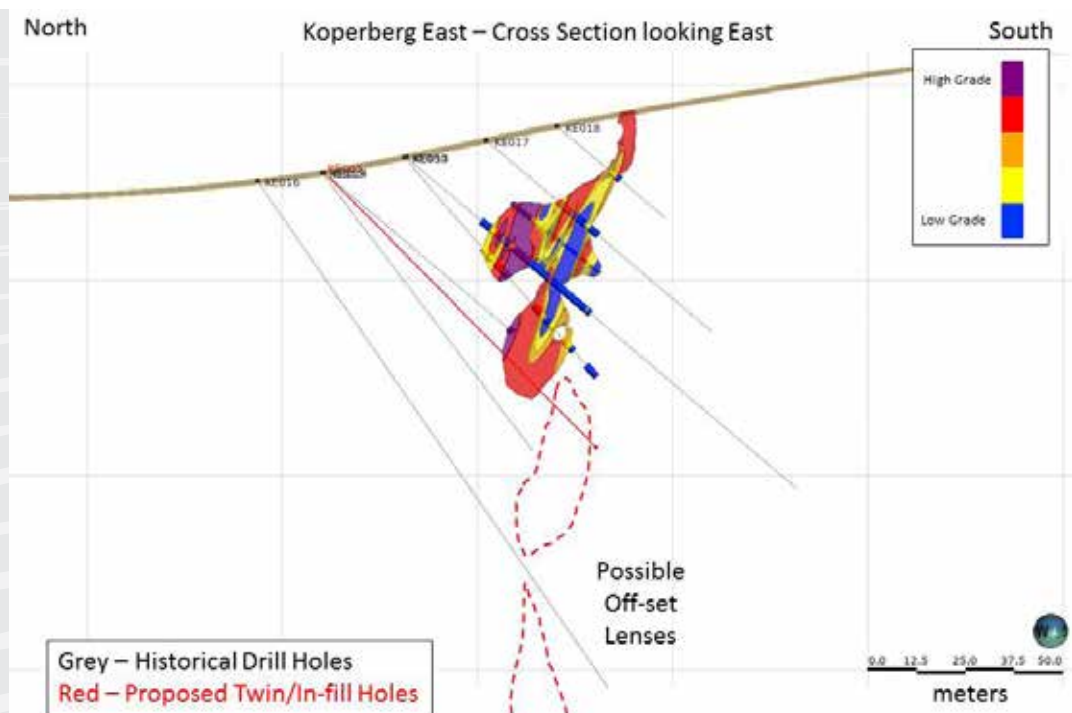 North
Koperberg East – Cross Section looking East
South
High Grade
Low Grade
KE018
KE017
KE016
Possible
Off-set
Lenses
Grey – Historical Drill Holes
Red – Proposed Twin/In-fill Holes
0.0 12.5 25.0 37.5 50.0
meters